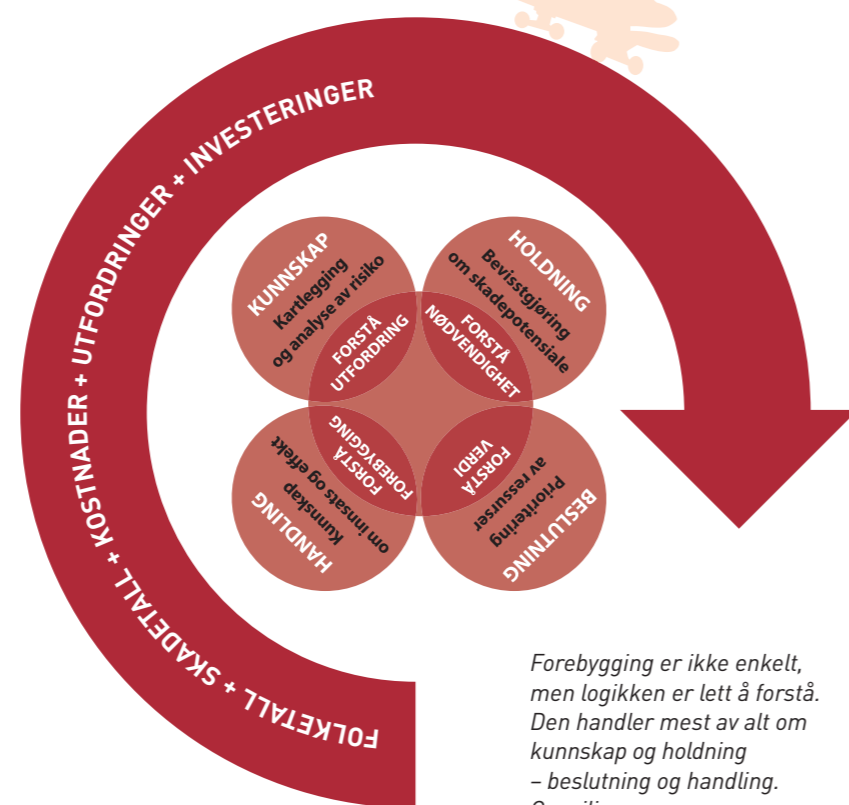 FOLKETALL + SKADETALL + KOSTNADER + UTFORDRINGER + INVESTERINGER
KUNNSKAP
Kartlegging
og analyse av risiko
FORSTÅ
UTFORDRING
HOLDNING
Bevisstgjøring
om skadepotensiale
FORSTÅ
NØDVENDIGHET
BESLUTNING
Prioritering
av ressurser
FORSTÅ
VERDI
HANDLING
Kunnskap
om innsats og effekt
FORSTÅ
FOREBYGGING
Forebygging er ikke enkelt,
men logikken er lett å forstå.
Den handler mest av alt om
kunnskap og holdning
– beslutning og handling.